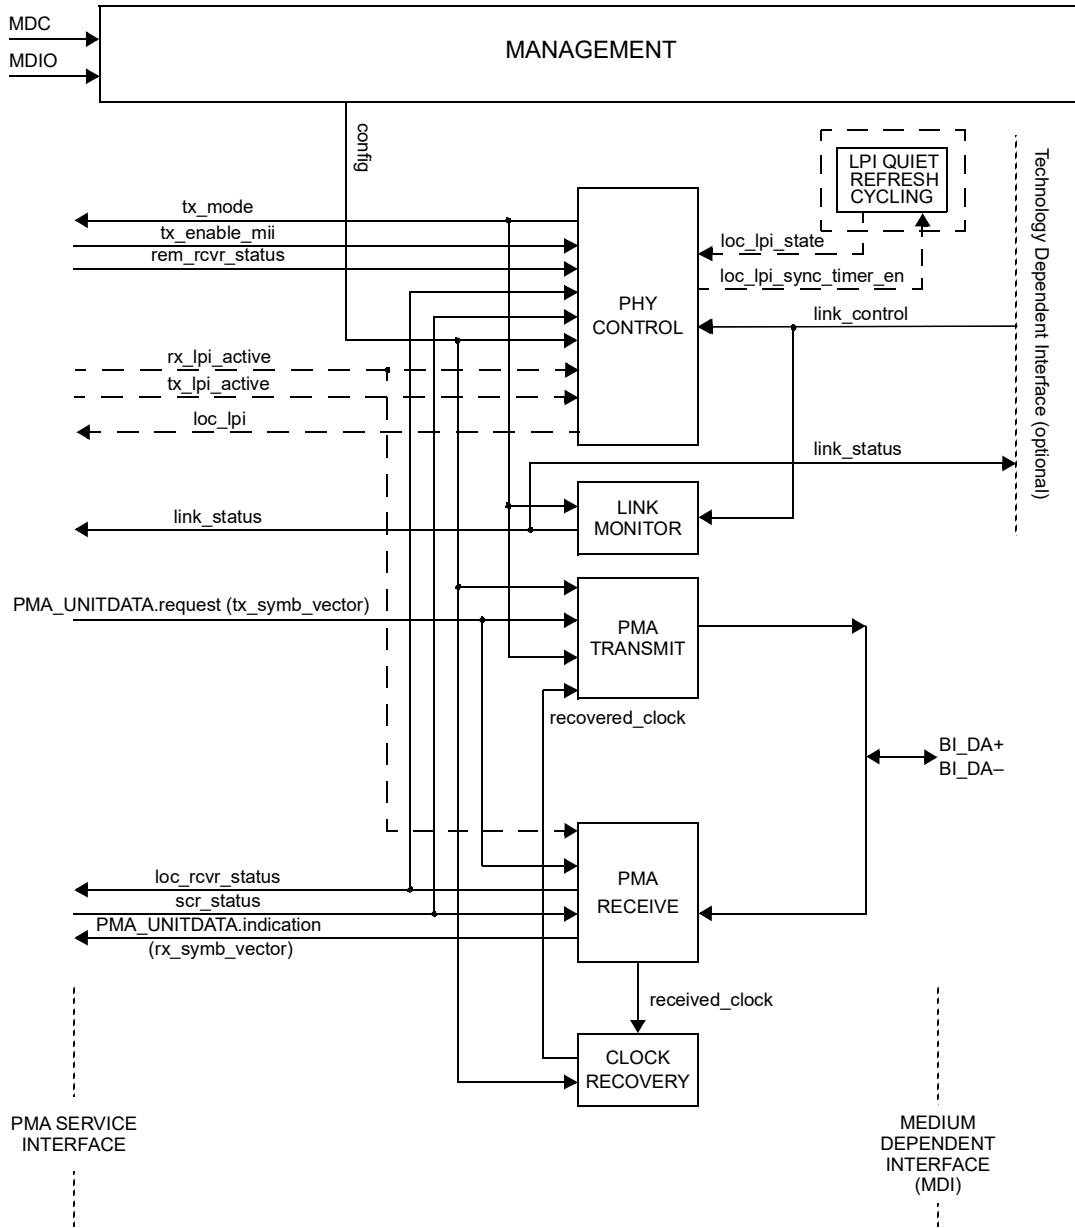 MDC
MDIO
MANAGEMENT
config
LPI QUIET
REFRESH
CYCLING
Technology Dependent Interface (optional)
tx_mode
tx_enable_mii
rem_rcvr_status
loc_lpi_state
loc_lpi_sync_timer_en
PHY
CONTROL
link_control
rx_lpi_active
tx_lpi_active
loc_lpi
link_status
LINK
MONITOR
link_status
PMA_UNITDATA.request (tx_symb_vector)
PMA
TRANSMIT
recovered_clock
BI_DA+
BI_DA–
loc_rcvr_status
scr_status
PMA_UNITDATA.indication
(rx_symb_vector)
PMA
RECEIVE
received_clock
CLOCK
RECOVERY
PMA SERVICE
INTERFACE
MEDIUM
DEPENDENT
INTERFACE
(MDI)